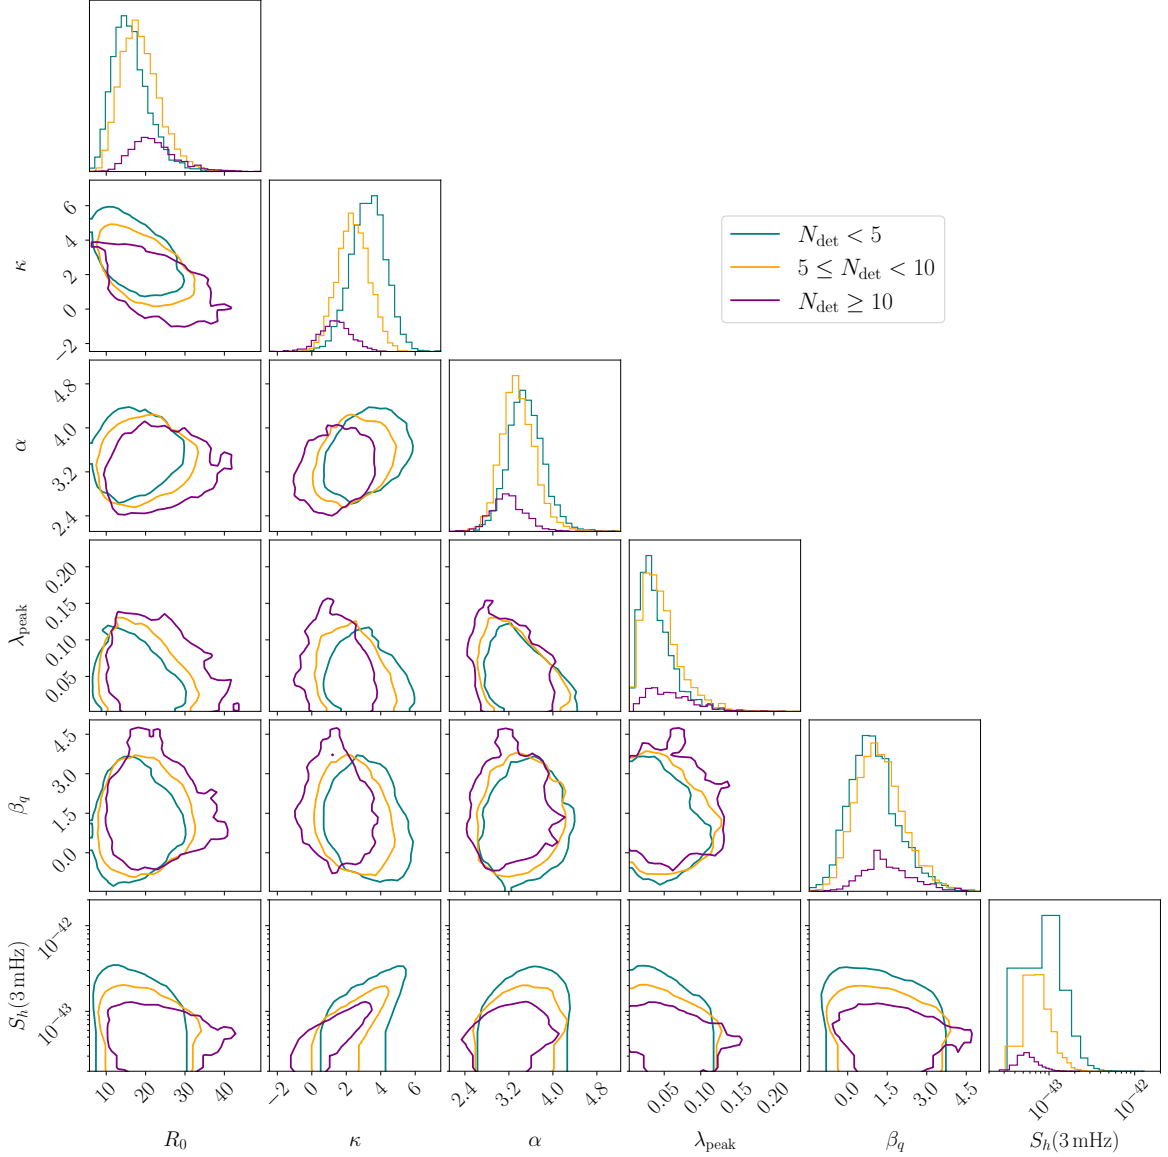 6
4
2
0
−2
κ
N_det < 5
5 ≤ N_det < 10
N_det ≥ 10
4.8
4.0
3.2
2.4
α
0.20
0.15
0.10
0.05
λ_peak
4.5
3.0
1.5
0.0
β_q
10^−42
10^−43
S_h(3 mHz)
10 20 30 40 −2 0 2 4 6 2.4 3.2 4.0 4.8 0.05 0.10 0.15 0.20 0.0 1.5 3.0 4.5 10^−43 10^−42
R_0 κ α λ_peak β_q S_h(3 mHz)